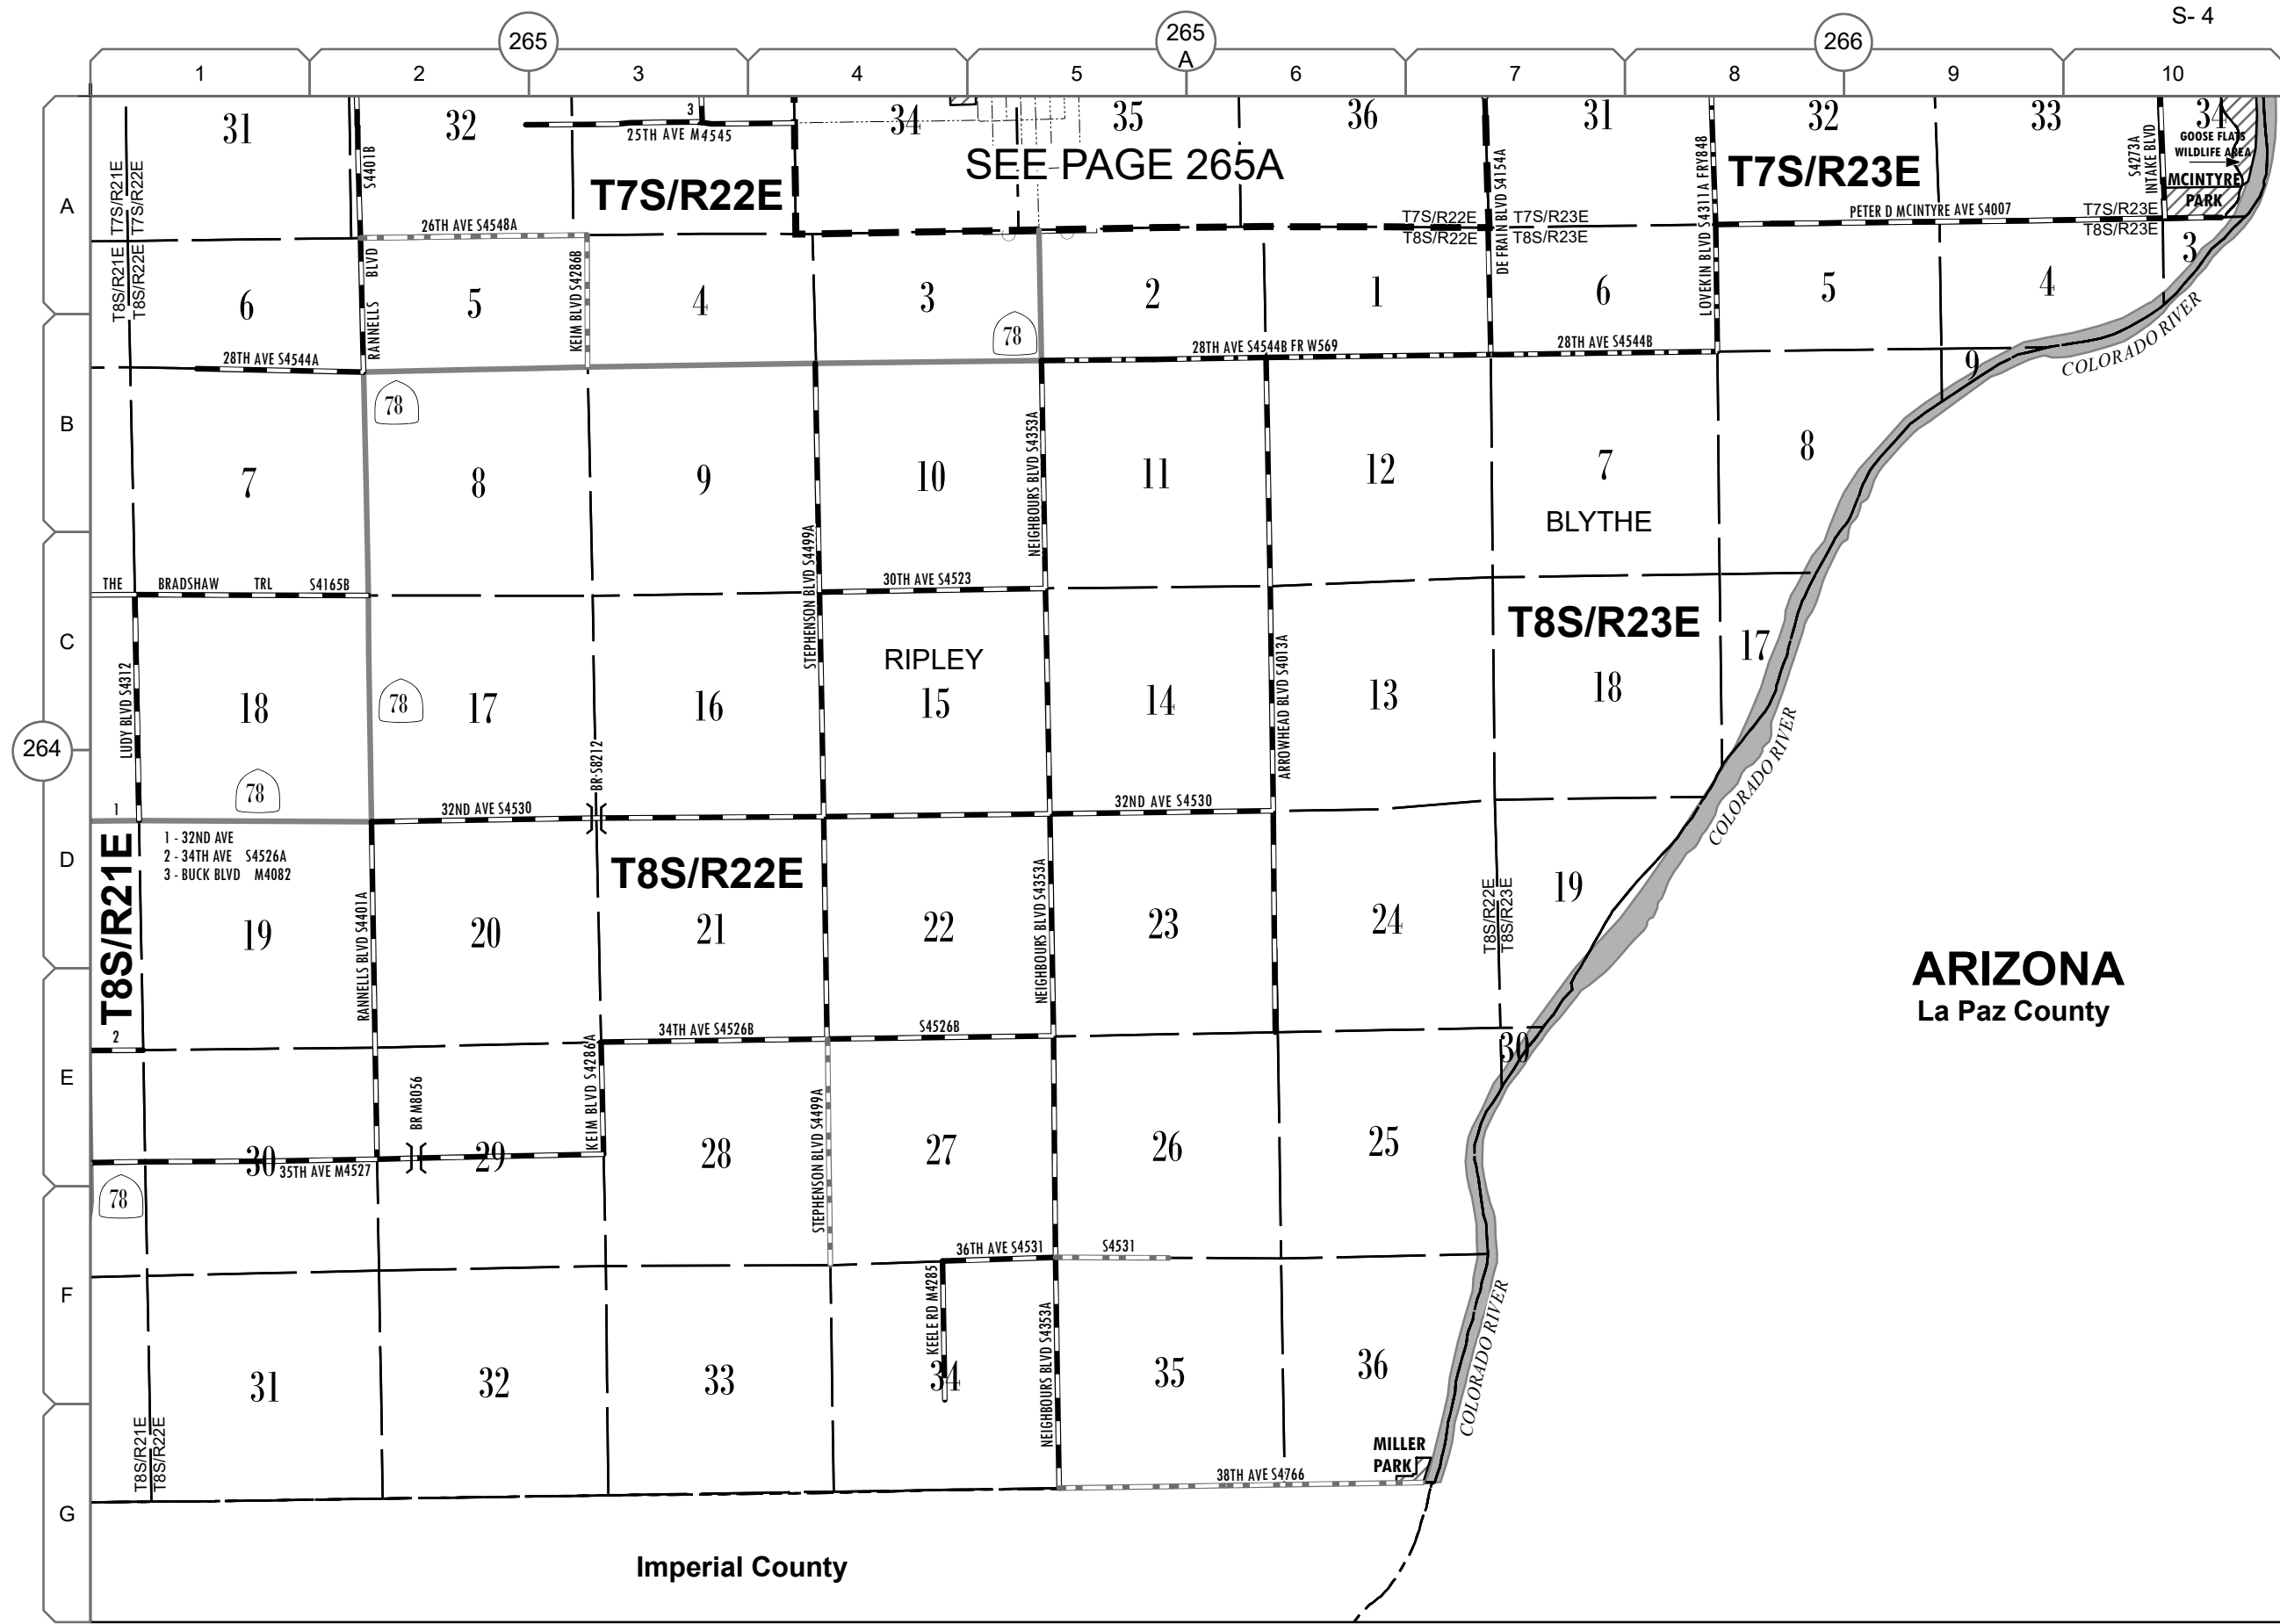 S- 4
265
265
A
266
1
2
3
4
5
6
7
8
9
10
A
B
C
D
E
F
G
264
31
32
3
34
35
36
31
32
33
34
25TH AVE M4545
SEE PAGE 265A
T7S/R22E
T7S/R23E
GOOSE FLATS
WILDLIFE AREA
MCINTYRE
PARK
S4273A
INTAKE BLVD
T7S/R21E
T7S/R22E
T8S/R21E
T8S/R22E
S4401B
RANNELLS BLVD
26TH AVE S4548A
KEIM BLVD S4286B
T7S/R22E
T8S/R22E
T7S/R23E
T8S/R23E
DE FRAIN BLVD S4154A
LOVEKIN BLVD S4311A FRY848
PETER D MCINTYRE AVE S4007
T7S/R23E
T8S/R23E
6
5
4
3
2
1
6
5
4
3
78
28TH AVE S4544A
28TH AVE S4544B FR W569
28TH AVE S4544B
COLORADO RIVER
9
78
7
8
9
10
11
12
7
8
BLYTHE
STEPHENSON BLVD S4499A
NEIGHBOURS BLVD S4353A
THE BRADSHAW TRL S4165B
30TH AVE S4523
T8S/R23E
RIPLEY
LUDY BLVD S4312
ARROWHEAD BLVD S4013A
18
78
17
16
15
14
13
18
17
78
BR-S8212
COLORADO RIVER
1
32ND AVE S4530
32ND AVE S4530
1 - 32ND AVE
2 - 34TH AVE S4526A
3 - BUCK BLVD M4082
T8S/R21E
T8S/R22E
RANNELLS BLVD S4401A
NEIGHBOURS BLVD S4353A
T8S/R22E
T8S/R23E
19
20
21
22
23
24
19
ARIZONA
La Paz County
2
34TH AVE S4526B
S4526B
30
BR M8056
KEIM BLVD S4286A
STEPHENSON BLVD S4499A
30
29
28
27
26
25
35TH AVE M4527
78
36TH AVE S4531
S4531
KEELE RD M4285
NEIGHBOURS BLVD S4353A
COLORADO RIVER
31
32
33
34
35
36
T8S/R21E
T8S/R22E
MILLER
PARK
38TH AVE S4766
Imperial County